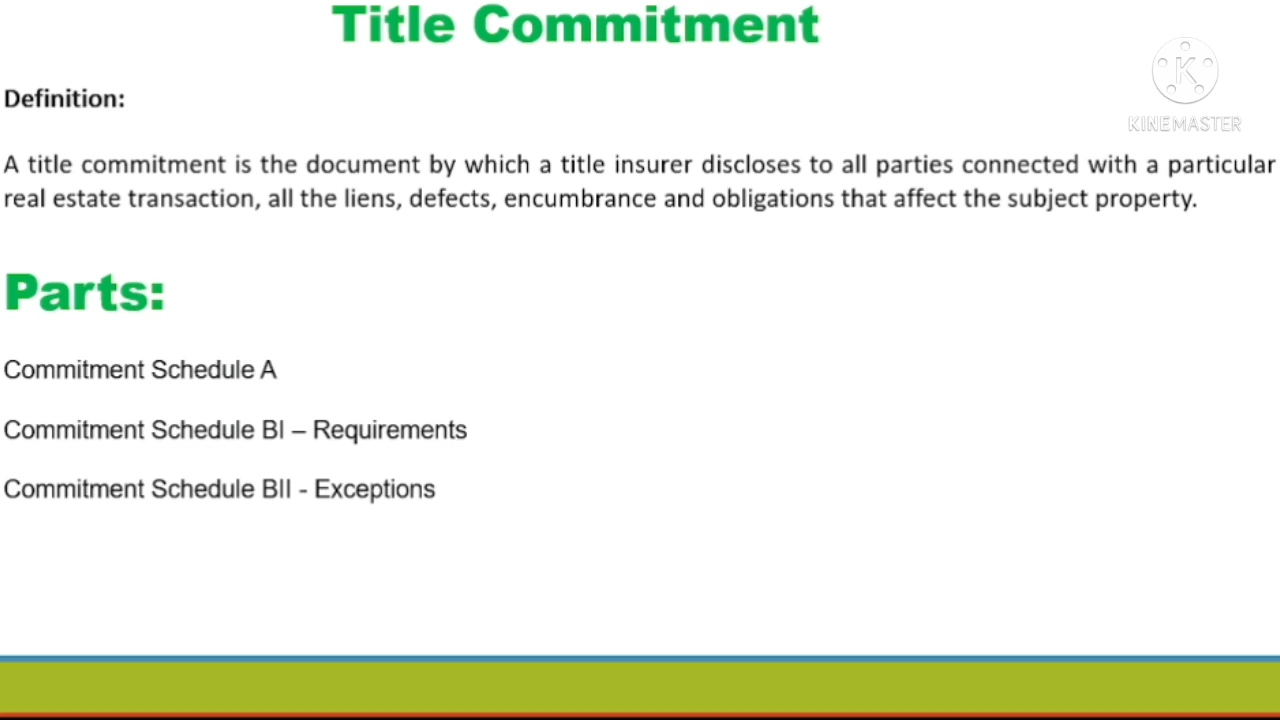 Title Commitment
K
KINEMASTER
Definition:
A title commitment is the document by which a title insurer discloses to all parties connected with a particular
real estate transaction, all the liens, defects, encumbrance and obligations that affect the subject property.
Parts:
Commitment Schedule A
Commitment Schedule BI – Requirements
Commitment Schedule BII - Exceptions